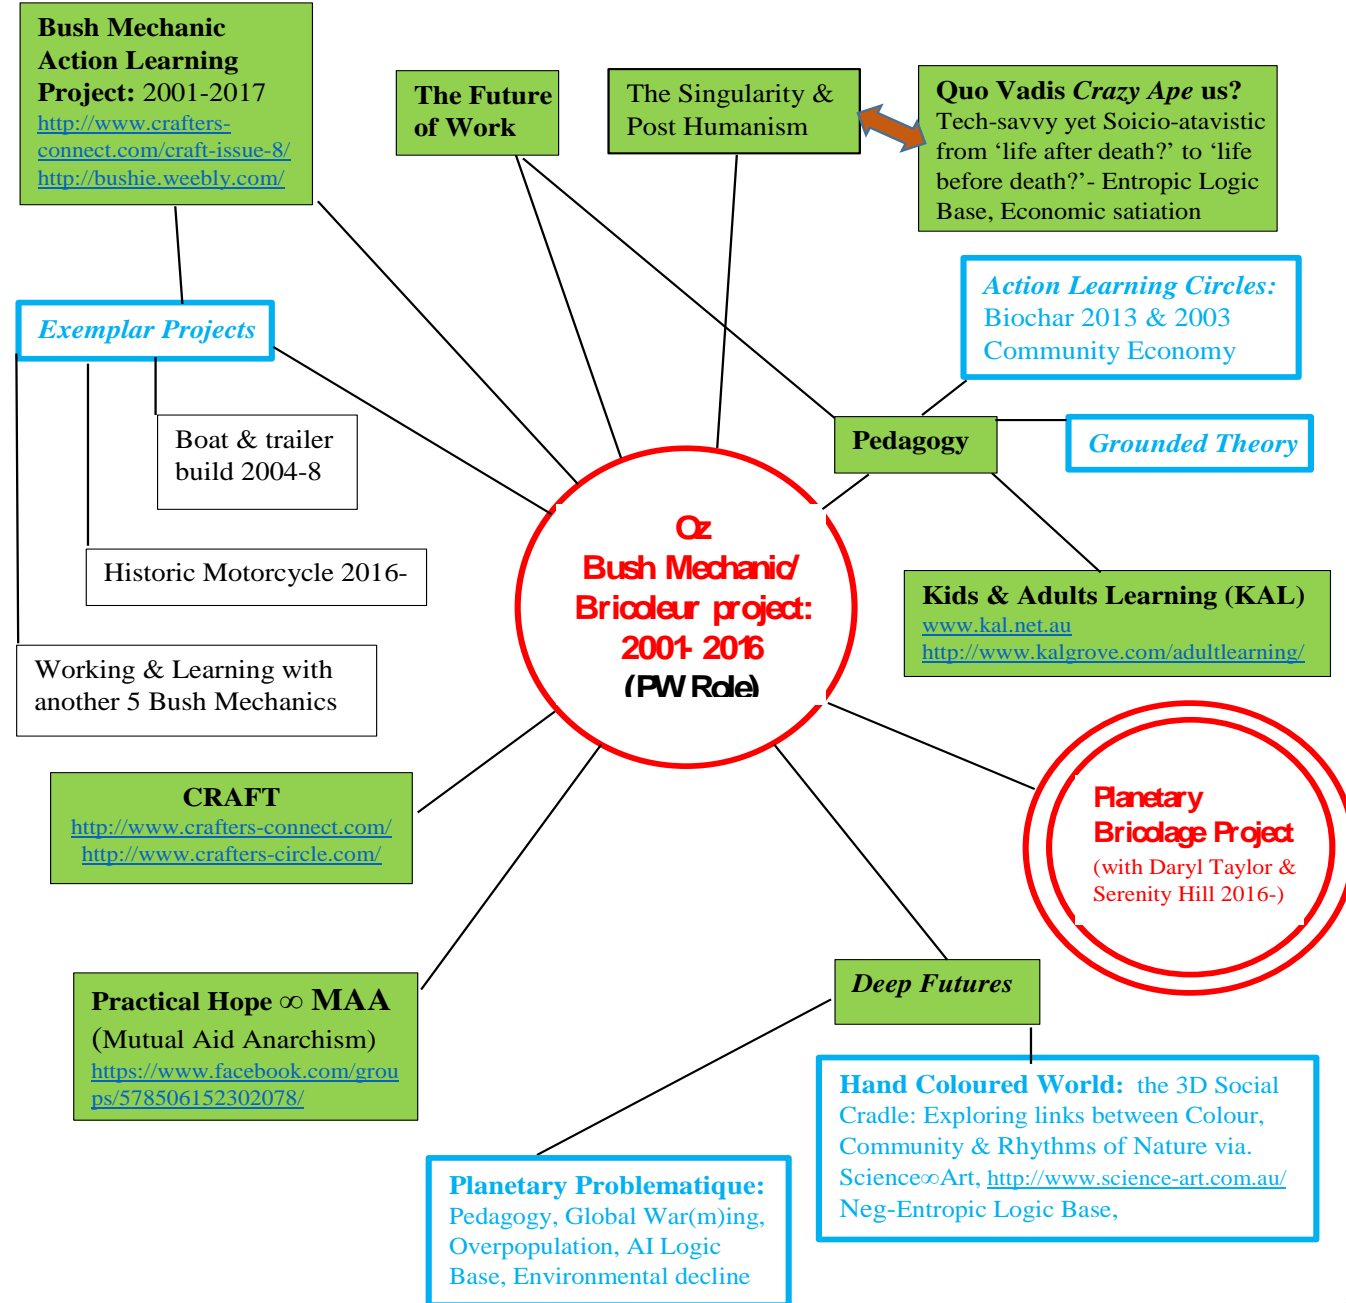 Bush Mechanic
Action Learning
Project: 2001-2017
http://www.crafters-
connect.com/craft-issue-8/
http://bushie.weebly.com/
The Future
of Work
The Singularity &
Post Humanism
Quo Vadis Crazy Ape us?
Tech-savvy yet Soicio-atavistic
from ‘life after death?’ to ‘life
before death?’- Entropic Logic
Base, Economic satiation
Action Learning Circles:
Biochar 2013 & 2003
Community Economy
Exemplar Projects
Boat & trailer
build 2004-8
Historic Motorcycle 2016-
Working & Learning with
another 5 Bush Mechanics
Pedagogy
Grounded Theory
Oz
Bush Mechanic/
Bricoleur project:
2001- 2016
(PW Role)
Kids & Adults Learning (KAL)
www.kal.net.au
http://www.kalgrove.com/adultlearning/
CRAFT
http://www.crafters-connect.com/
http://www.crafters-circle.com/
Planetary
Bricolage Project
(with Daryl Taylor &
Serenity Hill 2016-)
Practical Hope ∞ MAA
(Mutual Aid Anarchism)
https://www.facebook.com/grou
ps/578506152302078/
Deep Futures
Hand Coloured World: the 3D Social
Cradle: Exploring links between Colour,
Community & Rhythms of Nature via.
Science∞Art, http://www.science-art.com.au/
Neg-Entropic Logic Base,
Planetary Problematique:
Pedagogy, Global War(m)ing,
Overpopulation, AI Logic
Base, Environmental decline